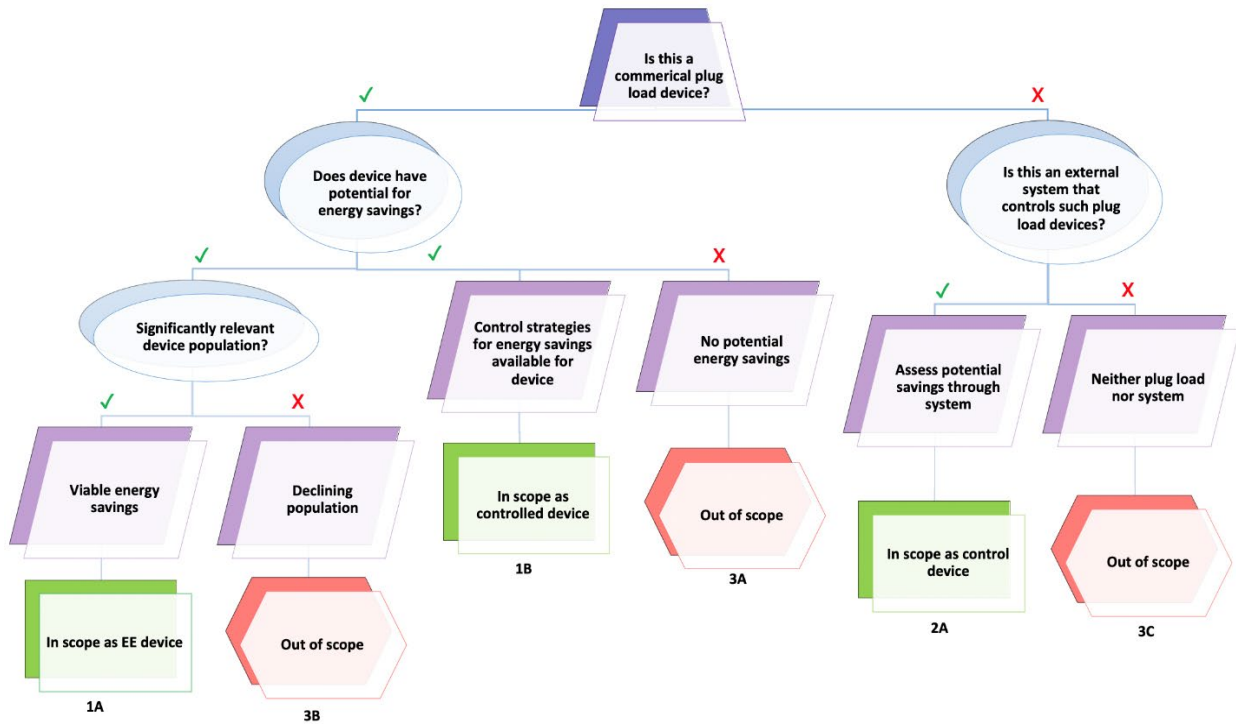 Is this a
commerical plug
load device?
✓
X
Does device have
potential for
energy savings?
Is this an external
system that
controls such plug
load devices?
✓
✓
X
✓
X
Significantly relevant
device population?
Control strategies
for energy savings
available for
device
No potential
energy savings
Assess potential
savings through
system
Neither plug load
nor system
✓
X
Viable energy
savings
Declining
population
In scope as
controlled device
Out of scope
In scope as control
device
Out of scope
1B
3A
2A
3C
In scope as EE device
Out of scope
1A
3B